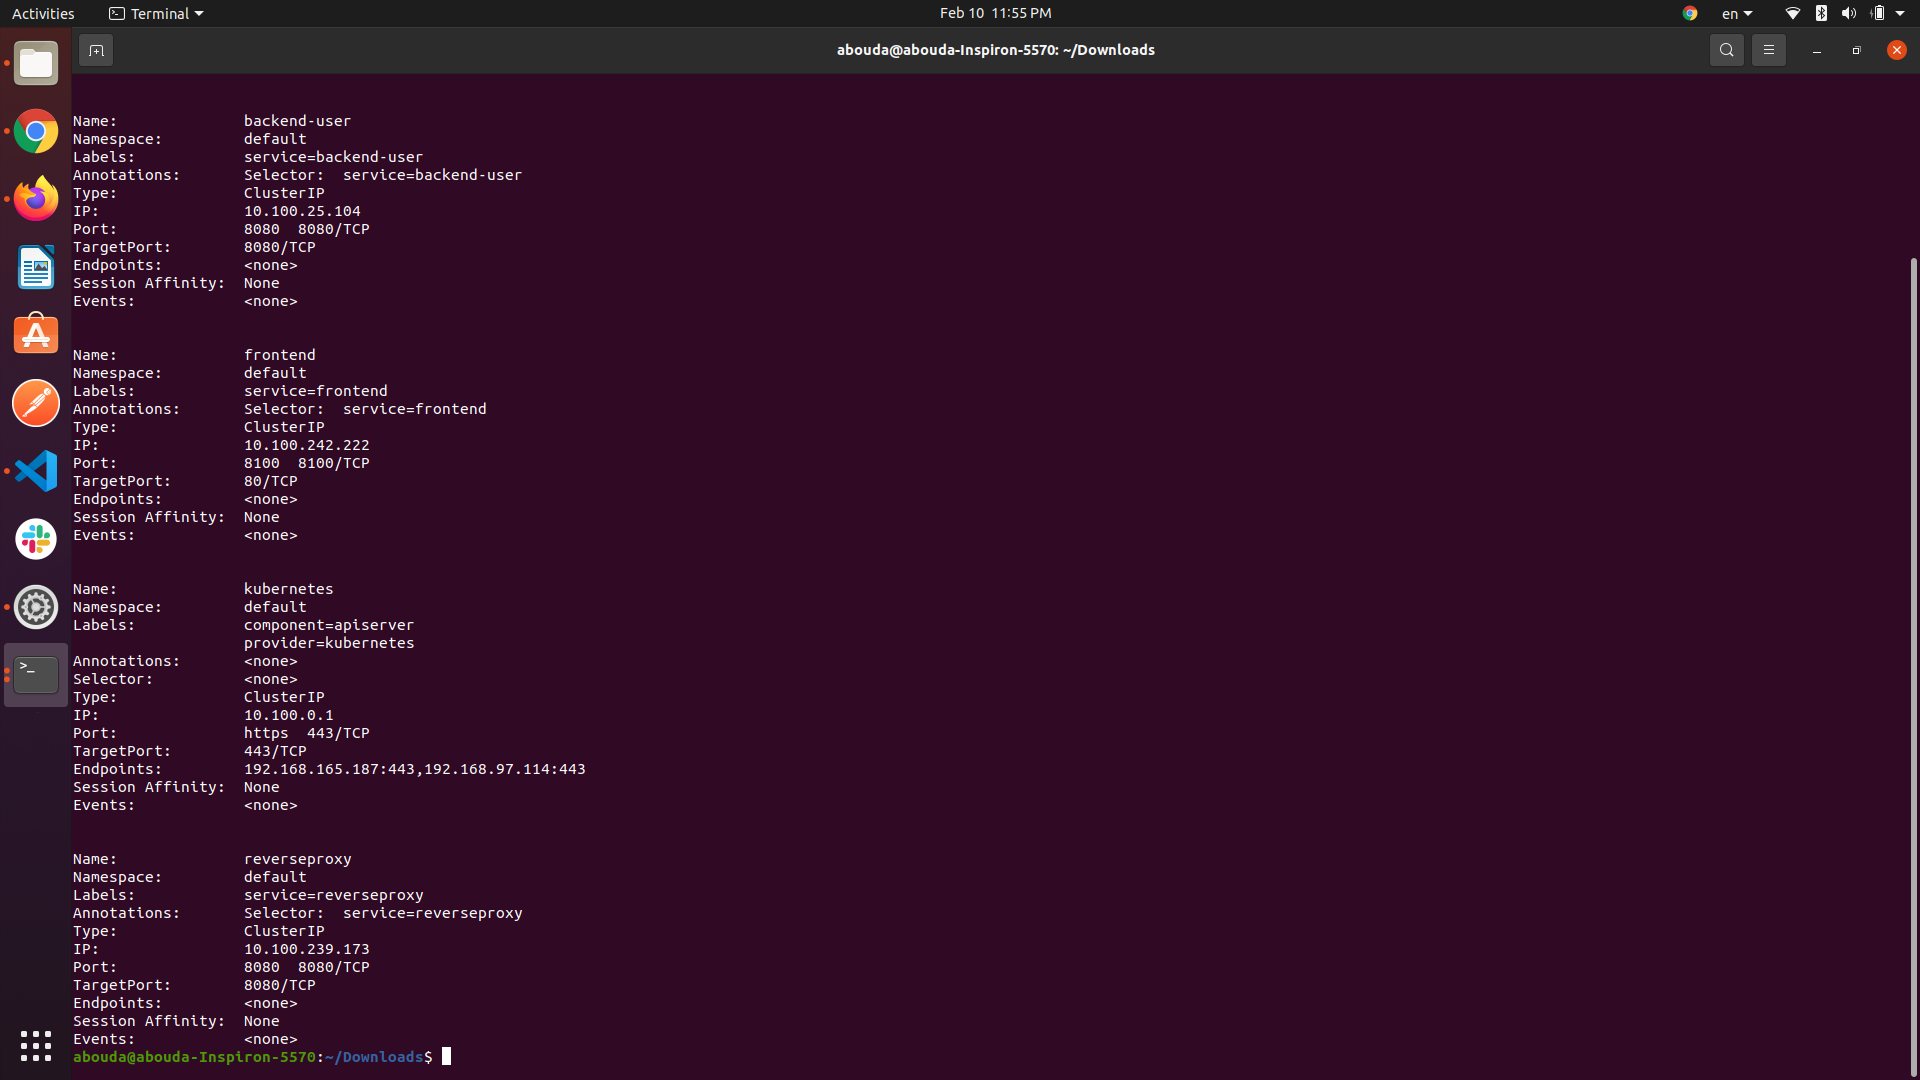 Activities
Terminal
Feb 10  11:55 PM
en
abouda@abouda-Inspiron-5570: ~/Downloads
Name:              backend-user
Namespace:         default
Labels:            service=backend-user
Annotations:       Selector:  service=backend-user
Type:              ClusterIP
IP:                10.100.25.104
Port:              8080  8080/TCP
TargetPort:        8080/TCP
Endpoints:         <none>
Session Affinity:  None
Events:            <none>
Name:              frontend
Namespace:         default
Labels:            service=frontend
Annotations:       Selector:  service=frontend
Type:              ClusterIP
IP:                10.100.242.222
Port:              8100  8100/TCP
TargetPort:        80/TCP
Endpoints:         <none>
Session Affinity:  None
Events:            <none>
Name:              kubernetes
Namespace:         default
Labels:            component=apiserver
                   provider=kubernetes
Annotations:       <none>
Selector:          <none>
Type:              ClusterIP
IP:                10.100.0.1
Port:              https  443/TCP
TargetPort:        443/TCP
Endpoints:         192.168.165.187:443,192.168.97.114:443
Session Affinity:  None
Events:            <none>
Name:              reverseproxy
Namespace:         default
Labels:            service=reverseproxy
Annotations:       Selector:  service=reverseproxy
Type:              ClusterIP
IP:                10.100.239.173
Port:              8080  8080/TCP
TargetPort:        8080/TCP
Endpoints:         <none>
Session Affinity:  None
Events:            <none>
abouda@abouda-Inspiron-5570:~/Downloads$